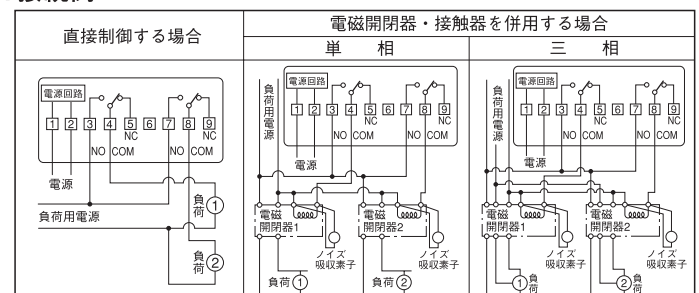 直接制御する場合
電磁開閉器・接触器を併用する場合
単 相
三 相
電源回路
1 2 3 4 5 6 7 8 9
NC NC
NO COM NO COM
電源
負荷用電源
負荷 1
負荷 2
負荷用電源
電源回路
1 2 3 4 5 6 7 8 9
NC NC
NO COM NO COM
電源
電磁開閉器1
電磁開閉器2
ノイズ吸収素子
ノイズ吸収素子
負荷 1
負荷 2
負荷用電源
電源回路
1 2 3 4 5 6 7 8 9
NC NC
NO COM NO COM
電源
電磁開閉器1
電磁開閉器2
ノイズ吸収素子
ノイズ吸収素子
1 負荷
2 負荷